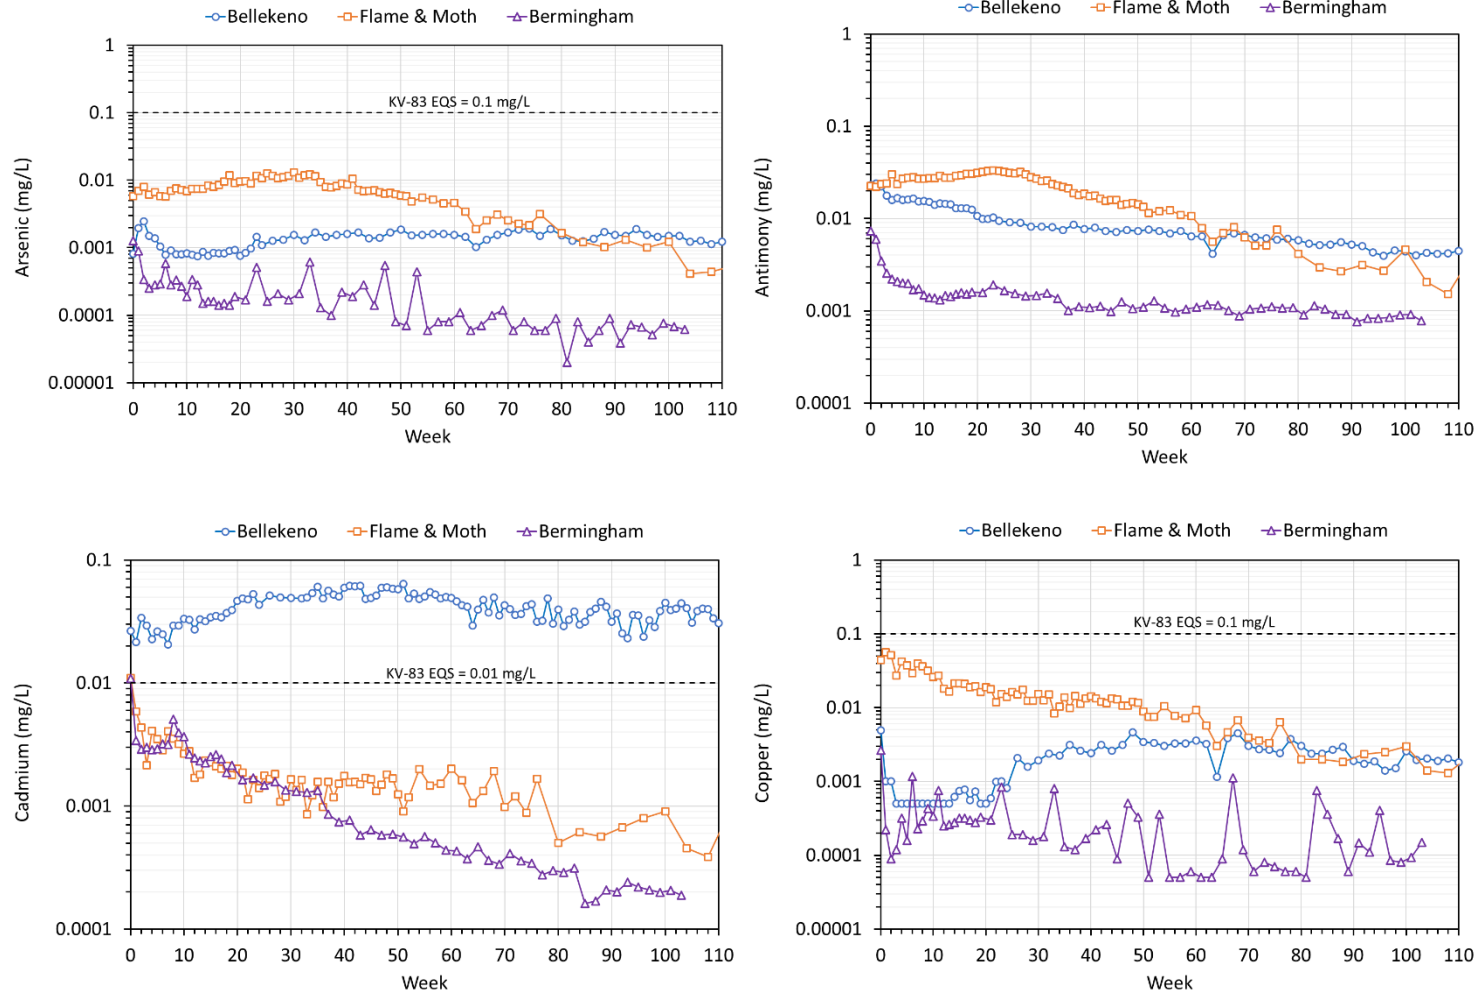 Bellekeno Flame & Moth Bermingham
1
0.1
0.01
0.001
0.0001
0.00001
Arsenic (mg/L)
KV-83 EQS = 0.1 mg/L
0 10 20 30 40 50 60 70 80 90 100 110
Week
Bellekeno Flame & Moth Bermingham
1
0.1
0.01
0.001
0.0001
Antimony (mg/L)
0 10 20 30 40 50 60 70 80 90 100 110
Week
Bellekeno Flame & Moth Bermingham
0.1
0.01
0.001
0.0001
Cadmium (mg/L)
KV-83 EQS = 0.01 mg/L
0 10 20 30 40 50 60 70 80 90 100 110
Week
Bellekeno Flame & Moth Bermingham
1
0.1
0.01
0.001
0.0001
0.00001
Copper (mg/L)
KV-83 EQS = 0.1 mg/L
0 10 20 30 40 50 60 70 80 90 100 110
Week